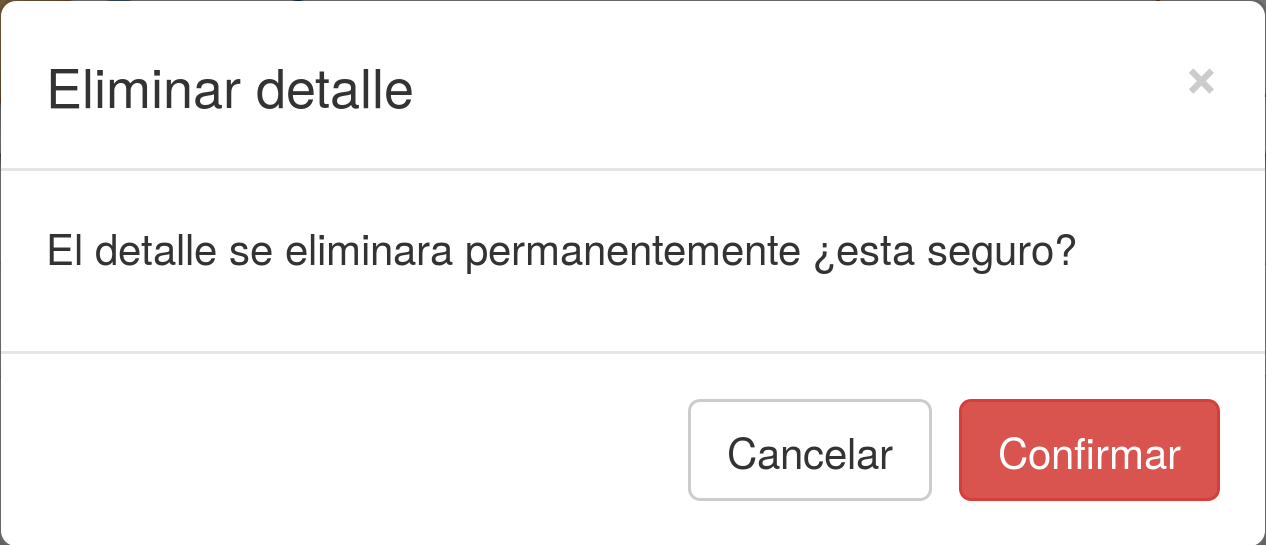 Eliminar detalle
×
El detalle se eliminara permanentemente ¿esta seguro?
Cancelar
Confirmar